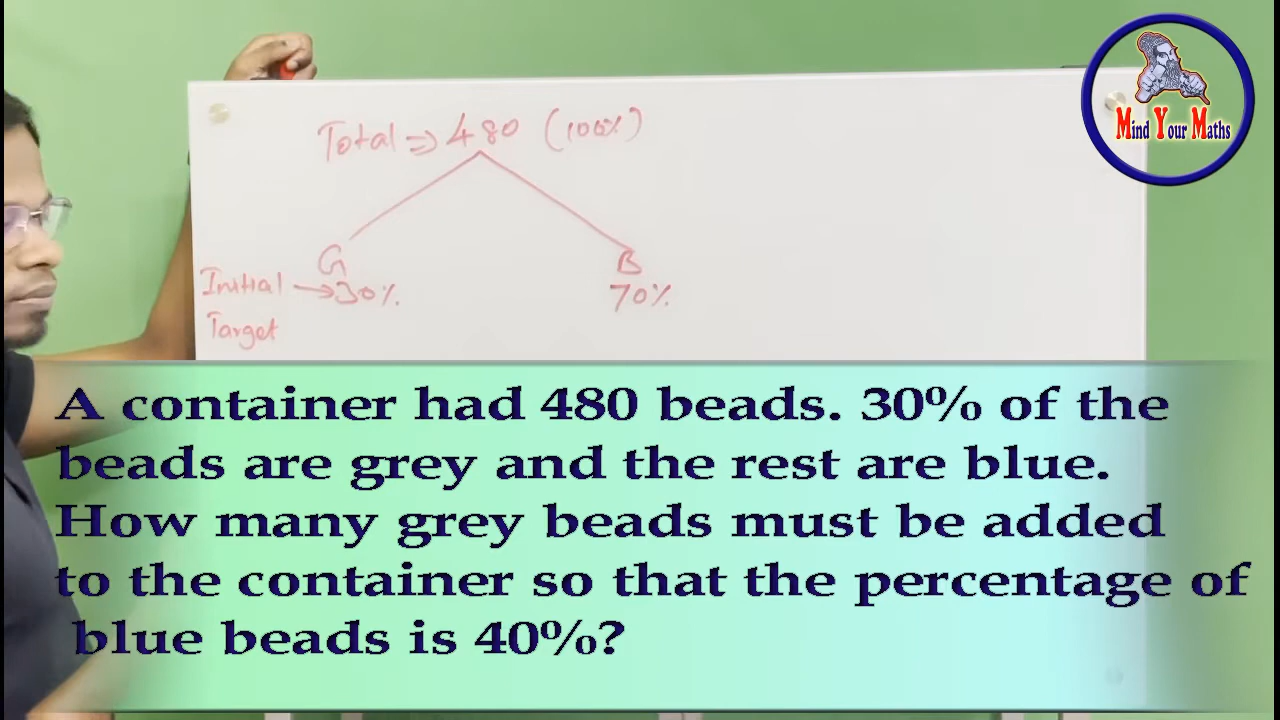 Mind Your Maths
Total => 480 (100%)
G B
Initial → 30% 70%
Target
A container had 480 beads. 30% of the
beads are grey and the rest are blue.
How many grey beads must be added
to the container so that the percentage of
blue beads is 40%?